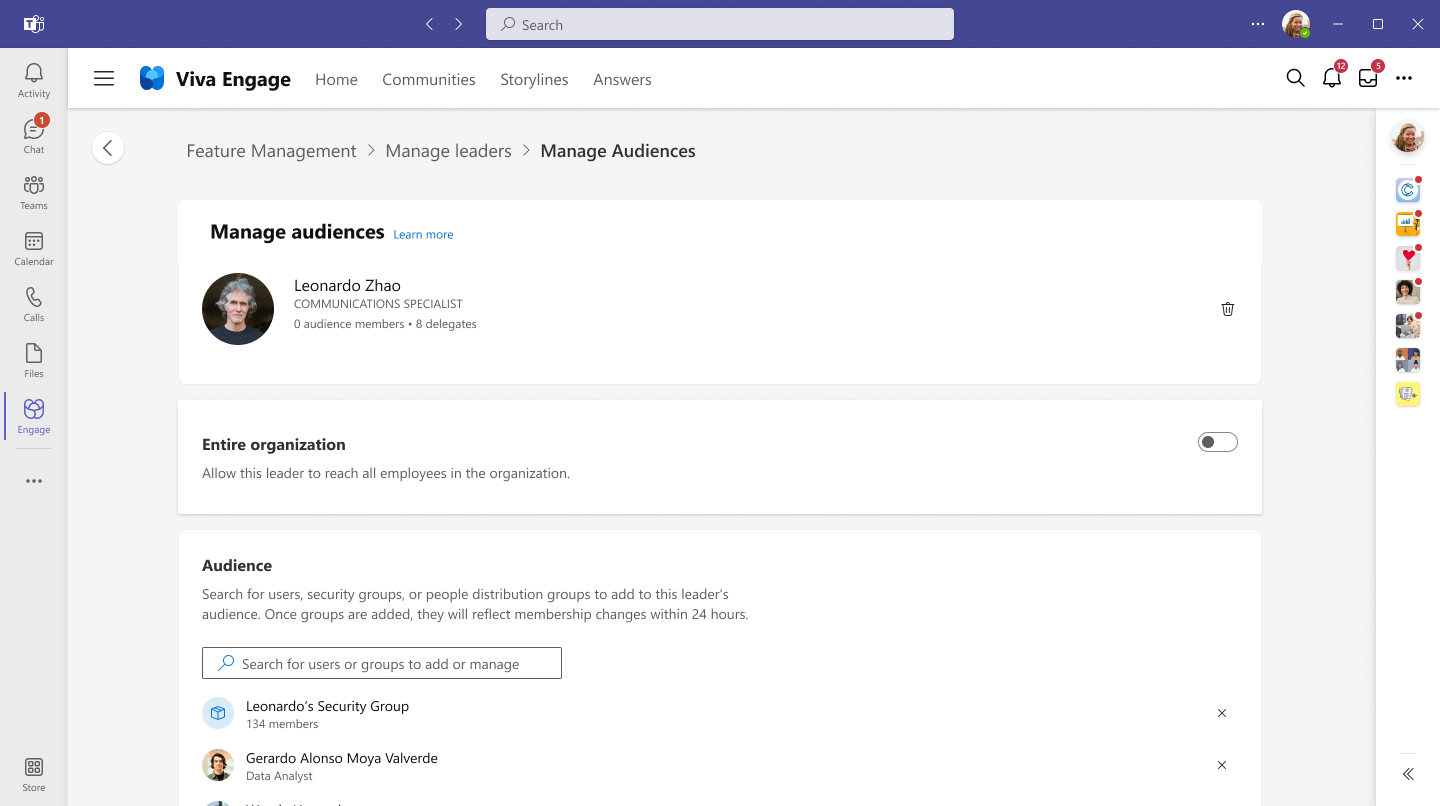 Search
Activity
1
Chat
Teams
Calendar
Calls
Files
Engage
Store
Viva Engage
Home
Communities
Storylines
Answers
12
5
Feature Management > Manage leaders > Manage Audiences
Manage audiences Learn more
Leonardo Zhao
COMMUNICATIONS SPECIALIST
0 audience members • 8 delegates
Entire organization
Allow this leader to reach all employees in the organization.
Audience
Search for users, security groups, or people distribution groups to add to this leader's
audience. Once groups are added, they will reflect membership changes within 24 hours.
Search for users or groups to add or manage
Leonardo's Security Group
134 members
Gerardo Alonso Moya Valverde
Data Analyst